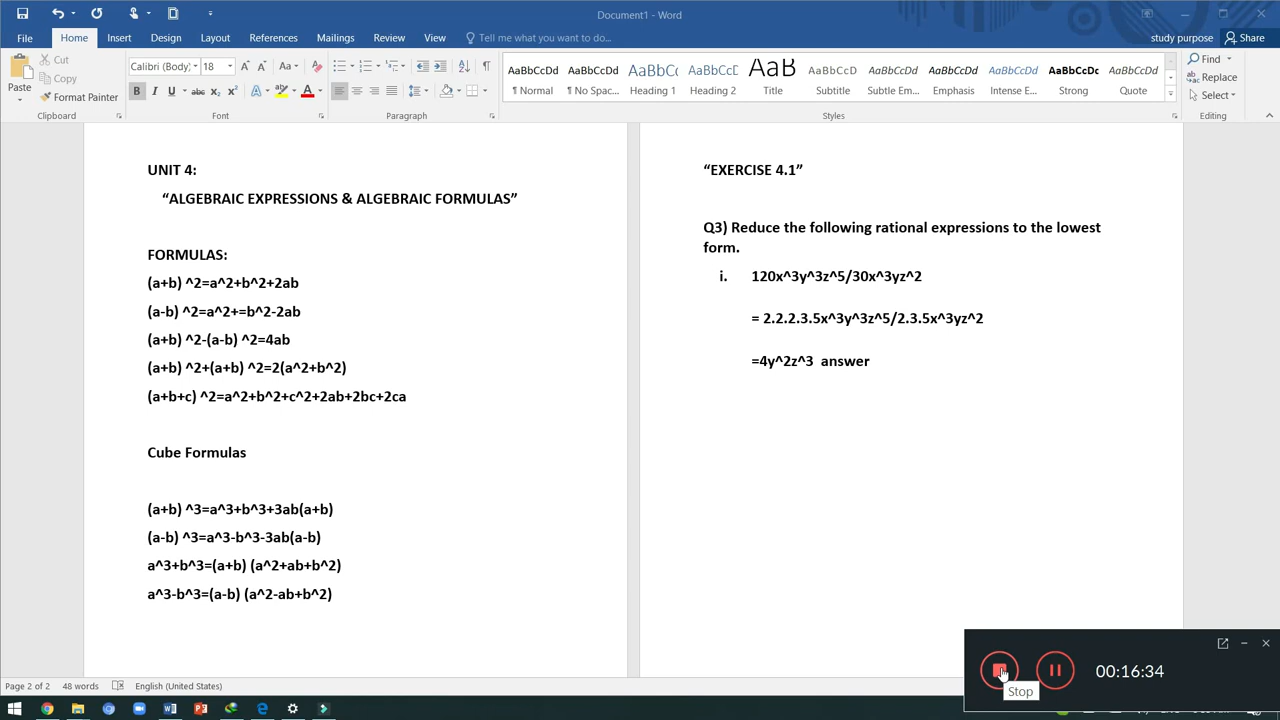 Document1 - Word
File Home Insert Design Layout References Mailings Review View Tell me what you want to do... study purpose Share
Paste Cut Copy Format Painter
Calibri (Body) 18
AaBbCcDd AaBbCcDd AaBbCc AaBbCcD AaBb AaBbCcD AaBbCcDd AaBbCcDd AaBbCcDd AaBbCcDc AaBbCcDd
¶ Normal ¶ No Spac... Heading 1 Heading 2 Title Subtitle Subtle Em... Emphasis Intense E... Strong Quote
Find
Replace
Select
Clipboard Font Paragraph Styles Editing
UNIT 4:
“ALGEBRAIC EXPRESSIONS & ALGEBRAIC FORMULAS”
FORMULAS:
(a+b) ^2=a^2+b^2+2ab
(a-b) ^2=a^2+=b^2-2ab
(a+b) ^2-(a-b) ^2=4ab
(a+b) ^2+(a+b) ^2=2(a^2+b^2)
(a+b+c) ^2=a^2+b^2+c^2+2ab+2bc+2ca
Cube Formulas
(a+b) ^3=a^3+b^3+3ab(a+b)
(a-b) ^3=a^3-b^3-3ab(a-b)
a^3+b^3=(a+b) (a^2+ab+b^2)
a^3-b^3=(a-b) (a^2-ab+b^2)
“EXERCISE 4.1”
Q3) Reduce the following rational expressions to the lowest
form.
i. 120x^3y^3z^5/30x^3yz^2
= 2.2.2.3.5x^3y^3z^5/2.3.5x^3yz^2
=4y^2z^3 answer
00:16:34
Stop
Page 2 of 2 48 words English (United States)